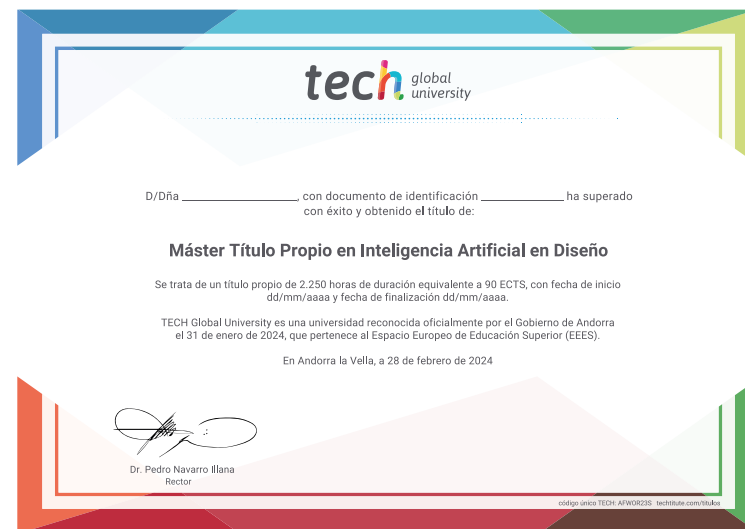 tech global university
D/Dña ______________, con documento de identificación __________ ha superado
con éxito y obtenido el título de:
Máster Título Propio en Inteligencia Artificial en Diseño
Se trata de un título propio de 2.250 horas de duración equivalente a 90 ECTS, con fecha de inicio
dd/mm/aaaa y fecha de finalización dd/mm/aaaa.
TECH Global University es una universidad reconocida oficialmente por el Gobierno de Andorra
el 31 de enero de 2024, que pertenece al Espacio Europeo de Educación Superior (EEES).
En Andorra la Vella, a 28 de febrero de 2024
Dr. Pedro Navarro Illana
Rector
código único TECH: AFWOR23S techtitute.com/titulos